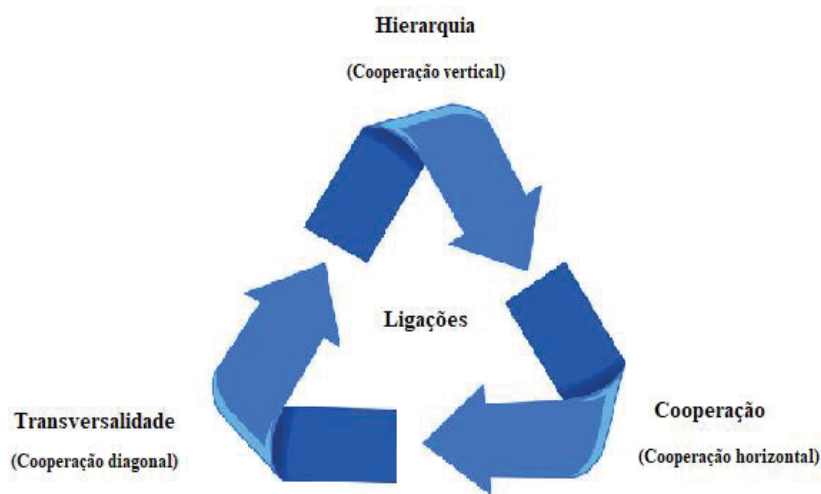 Hierarquia
(Cooperação vertical)
Ligações
Transversalidade
(Cooperação diagonal)
Cooperação
(Cooperação horizontal)